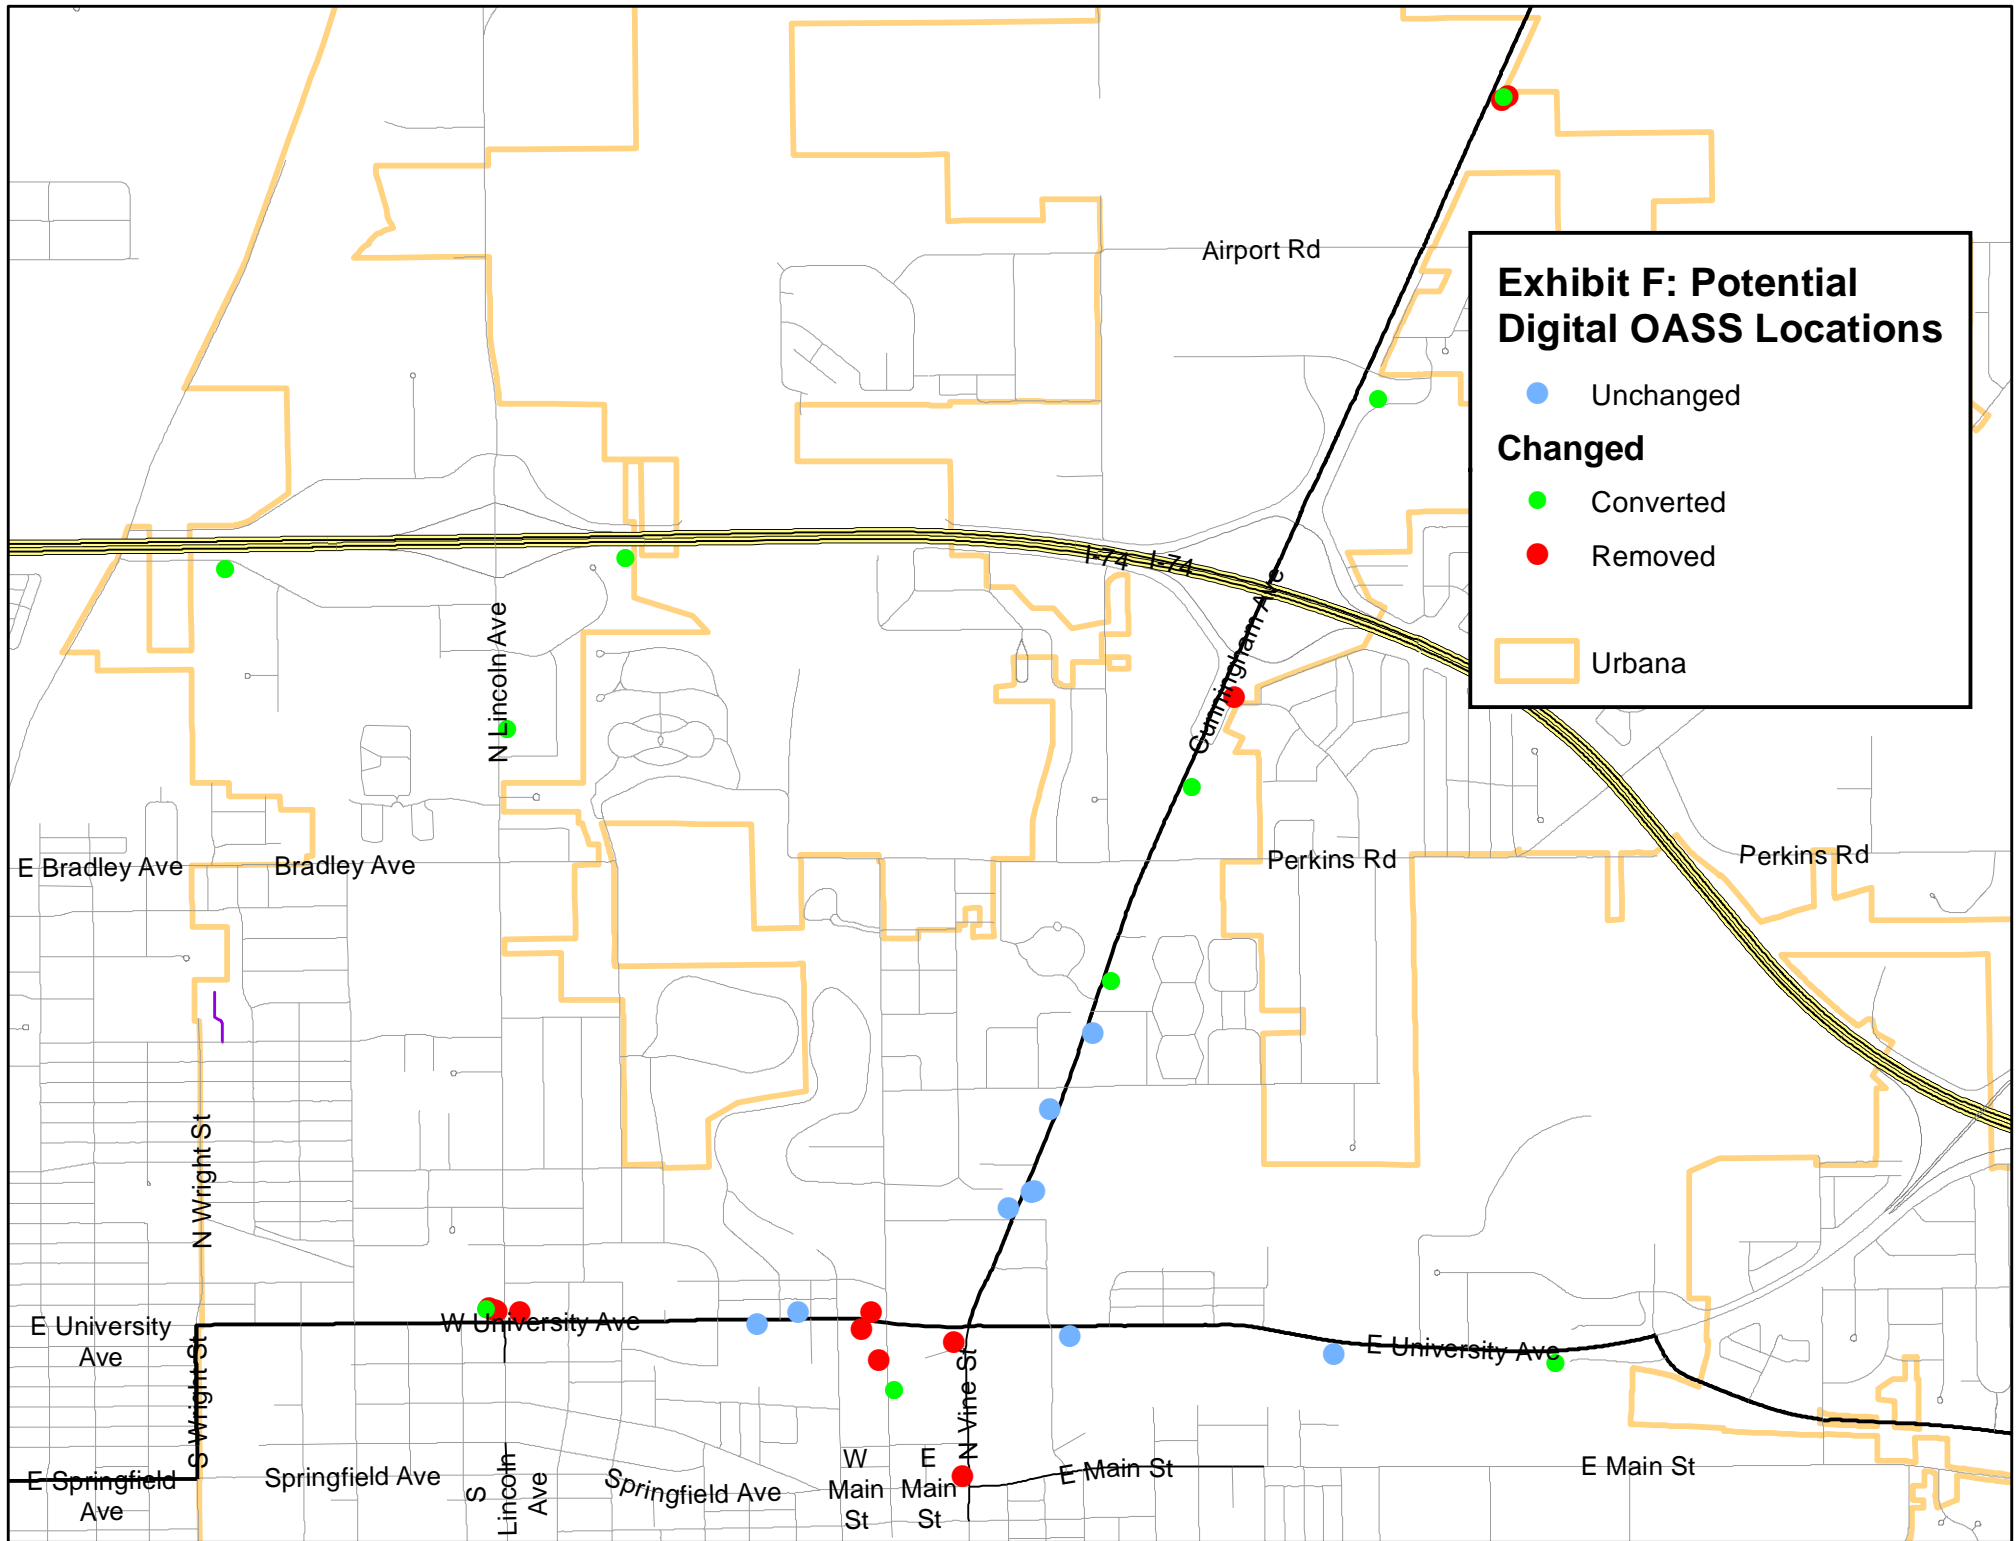 Airport Rd
Exhibit F: Potential
Digital OASS Locations
Unchanged
Changed
Converted
Removed
Urbana
I-74
I-74
Cunningham Ave
N Lincoln Ave
E Bradley Ave
Bradley Ave
Perkins Rd
Perkins Rd
N Wright St
E University
Ave
W University Ave
E University Ave
S Wright St
N Vine St
E Springfield
Ave
Springfield Ave
S
Lincoln
Ave
Springfield Ave
W
Main
St
E
Main
St
E Main St
E Main St